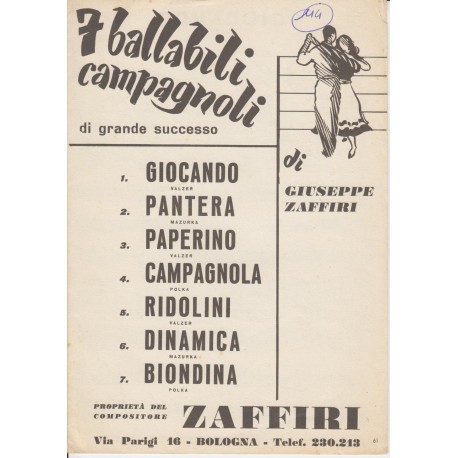 7 ballabili
campagnoli
di grande successo
di
GIUSEPPE
ZAFFIRI
1. GIOCANDO
VALZER
2. PANTERA
MAZURKA
3. PAPERINO
VALZER
4. CAMPAGNOLA
POLKA
5. RIDOLINI
VALZER
6. DINAMICA
MAZURKA
7. BIONDINA
POLKA
PROPRIETÀ DEL
COMPOSITORE
ZAFFIRI
Via Parigi 16 - BOLOGNA - Telef. 230.213